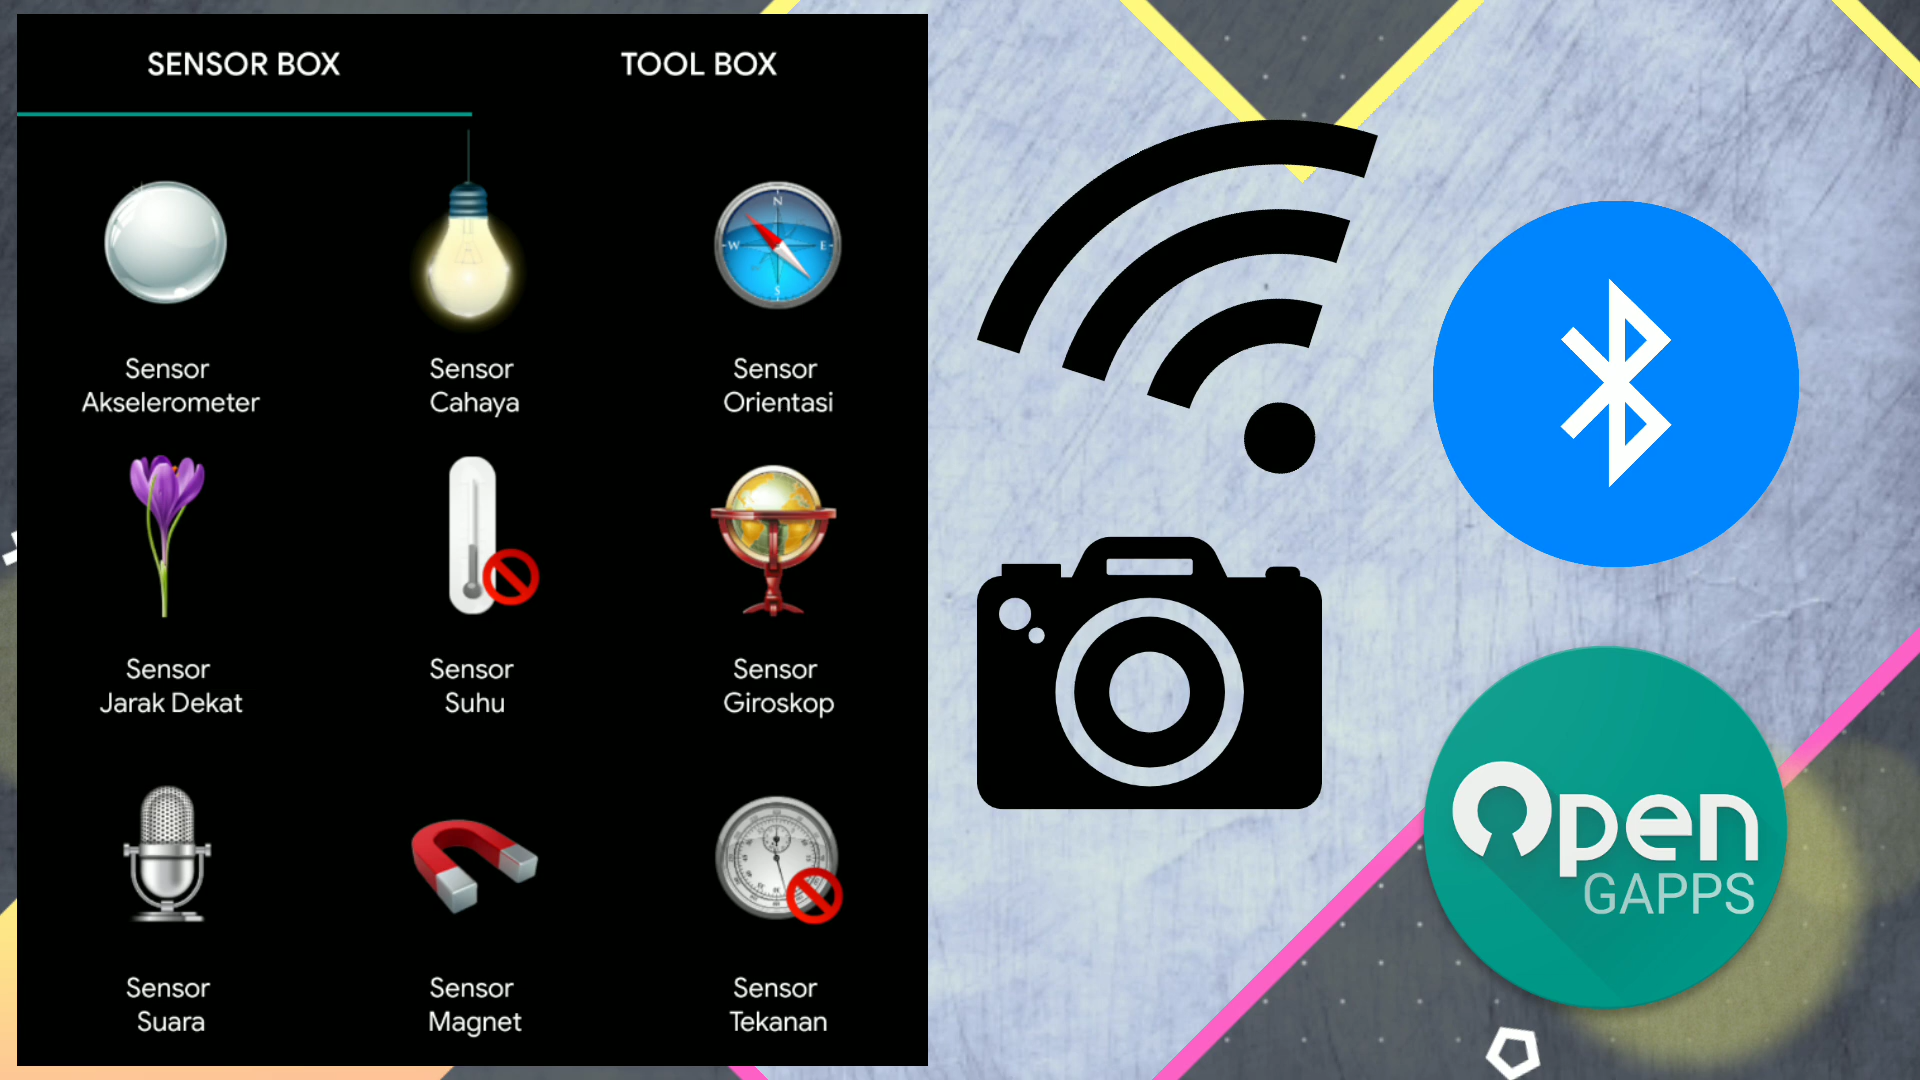 SENSOR BOX
TOOL BOX
N
W
E
S
Sensor
Akselerometer
Sensor
Cahaya
Sensor
Orientasi
Sensor
Jarak Dekat
Sensor
Suhu
Sensor
Giroskop
Sensor
Suara
Sensor
Magnet
Sensor
Tekanan
Open
GAPPS